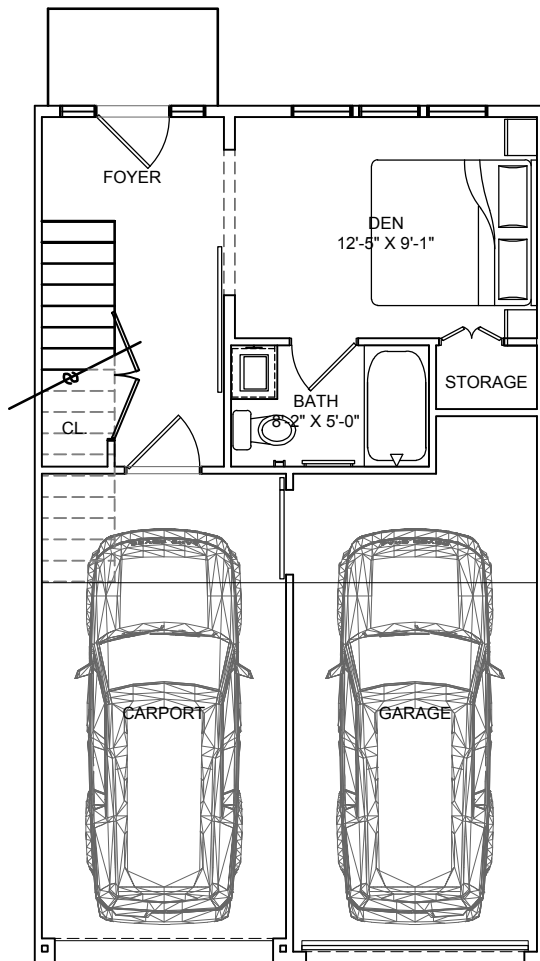 FOYER
DEN
12'-5" X 9'-1"
STORAGE
BATH
8'-2" X 5'-0"
CL.
CARPORT
GARAGE